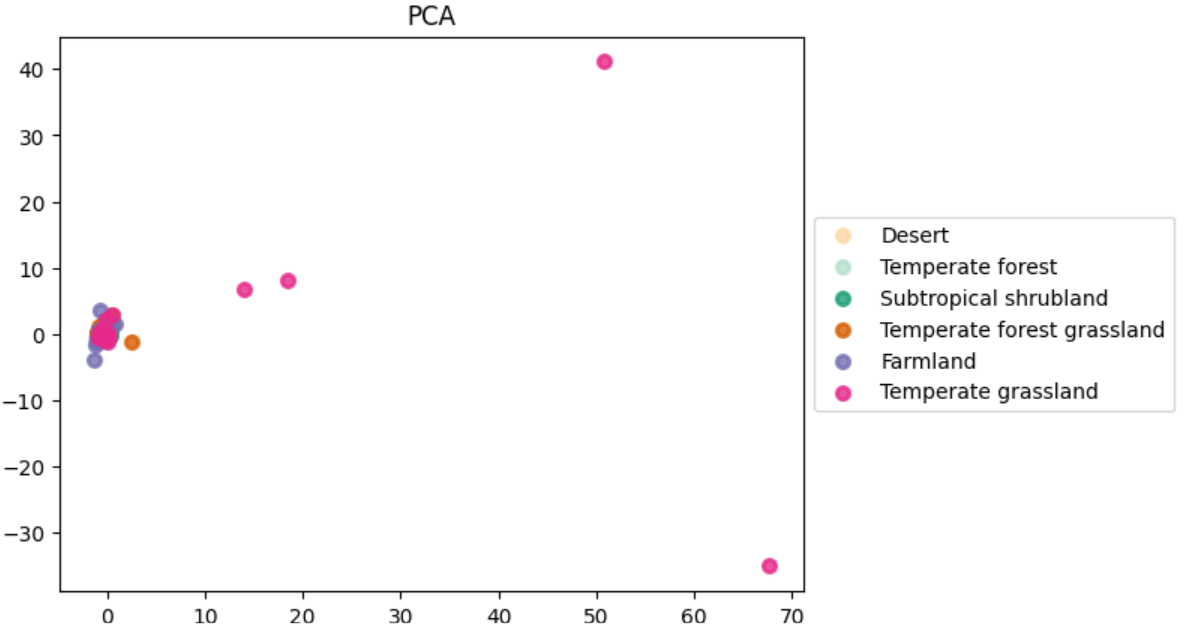 PCA
40
30
20
10
0
−10
−20
−30
0 10 20 30 40 50 60 70
Desert
Temperate forest
Subtropical shrubland
Temperate forest grassland
Farmland
Temperate grassland